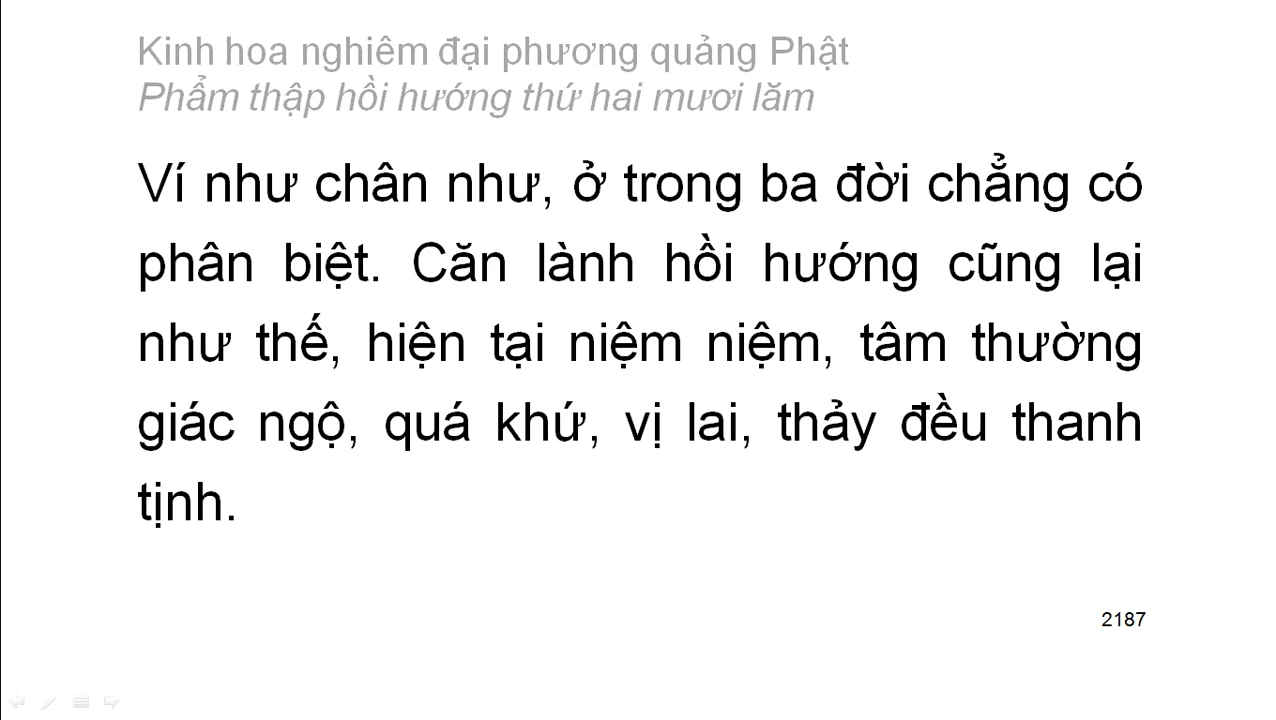 Kinh hoa nghiêm đại phương quảng Phật
Phẩm thập hồi hướng thứ hai mươi lăm
Ví như chân như, ở trong ba đời chẳng có
phân biệt. Căn lành hồi hướng cũng lại
như thế, hiện tại niệm niệm, tâm thường
giác ngộ, quá khứ, vị lai, thảy đều thanh
tịnh.
2187